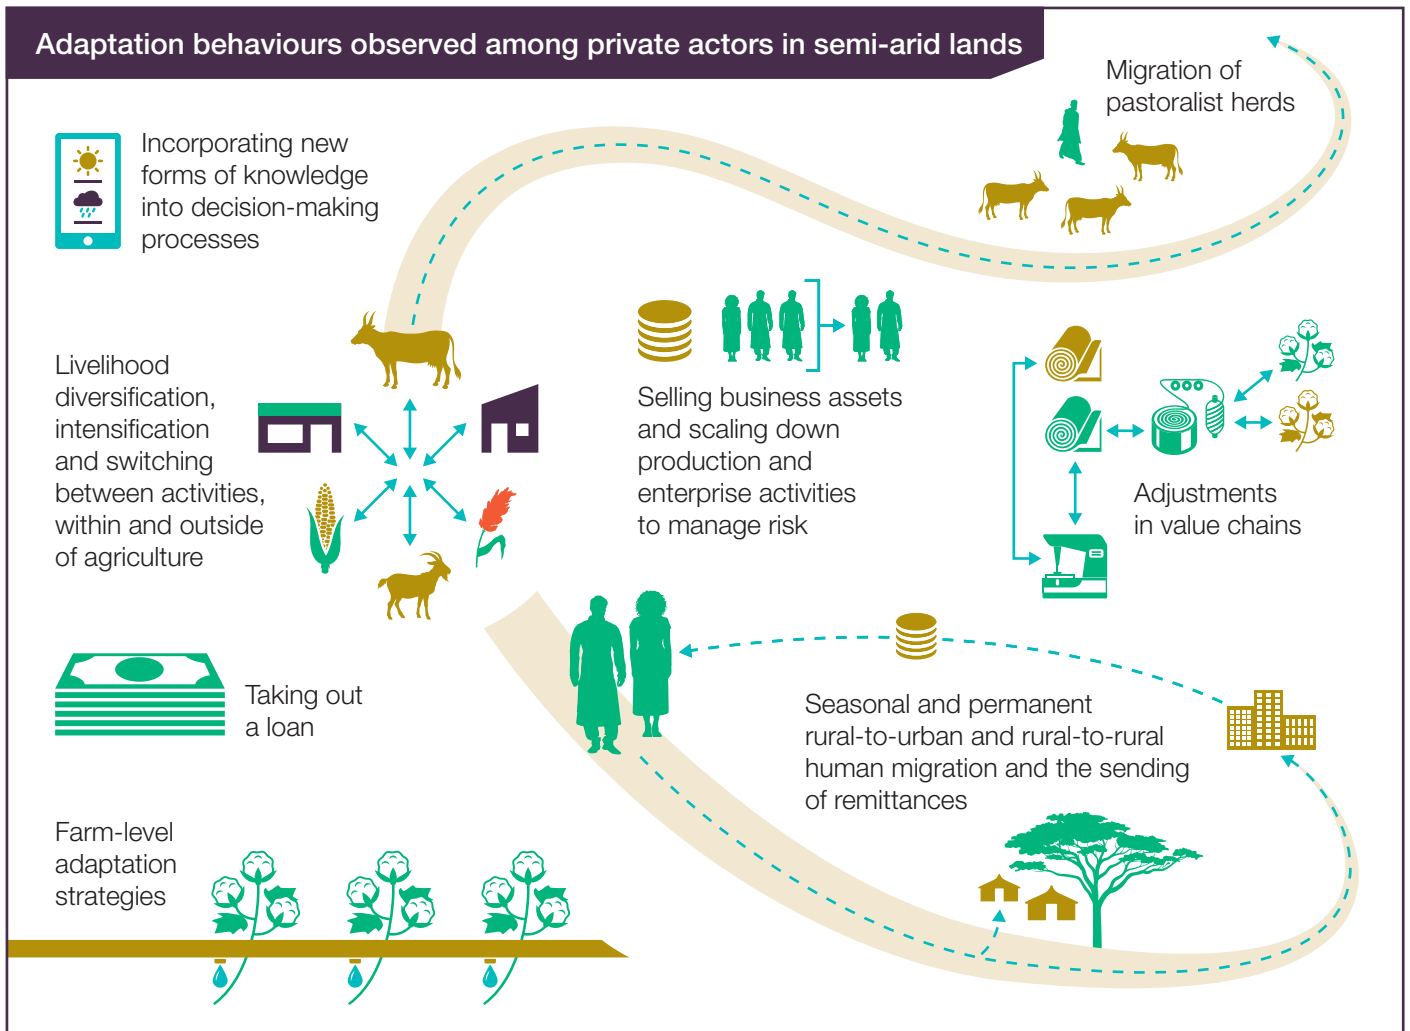 Adaptation behaviours observed among private actors in semi-arid lands
Migration of
pastoralist herds
Incorporating new
forms of knowledge
into decision-making
processes
Livelihood
diversification,
intensification
and switching
between activities,
within and outside
of agriculture
Selling business assets
and scaling down
production and
enterprise activities
to manage risk
Adjustments
in value chains
Taking out
a loan
Seasonal and permanent
rural-to-urban and rural-to-rural
human migration and the sending
of remittances
Farm-level
adaptation
strategies